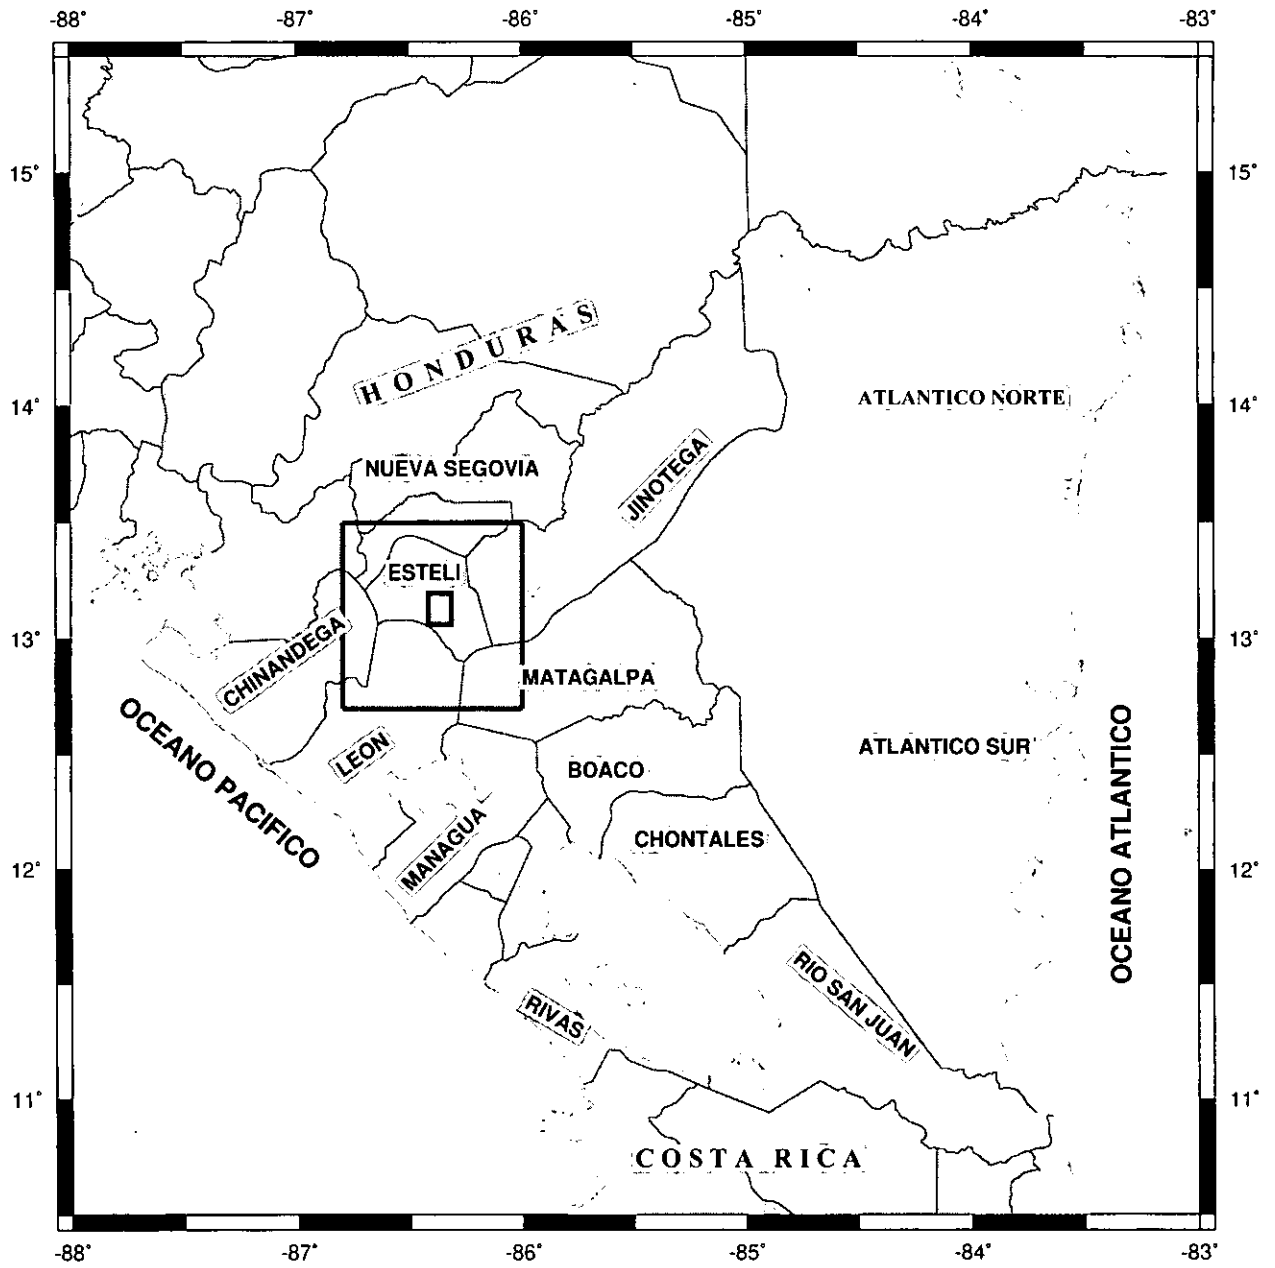 -88° -87° -86° -85° -84° -83°
15° 15°
HONDURAS
14° 14°
ATLANTICO NORTE
NUEVA SEGOVIA
JINOTEGA
ESTELI
13° 13°
CHINANDEGA
MATAGALPA
OCEANO PACIFICO
LEON
ATLANTICO SUR
BOACO
OCEANO ATLANTICO
MANAGUA
CHONTALES
12° 12°
RIO SAN JUAN
RIVAS
11° 11°
COSTA RICA
-88° -87° -86° -85° -84° -83°